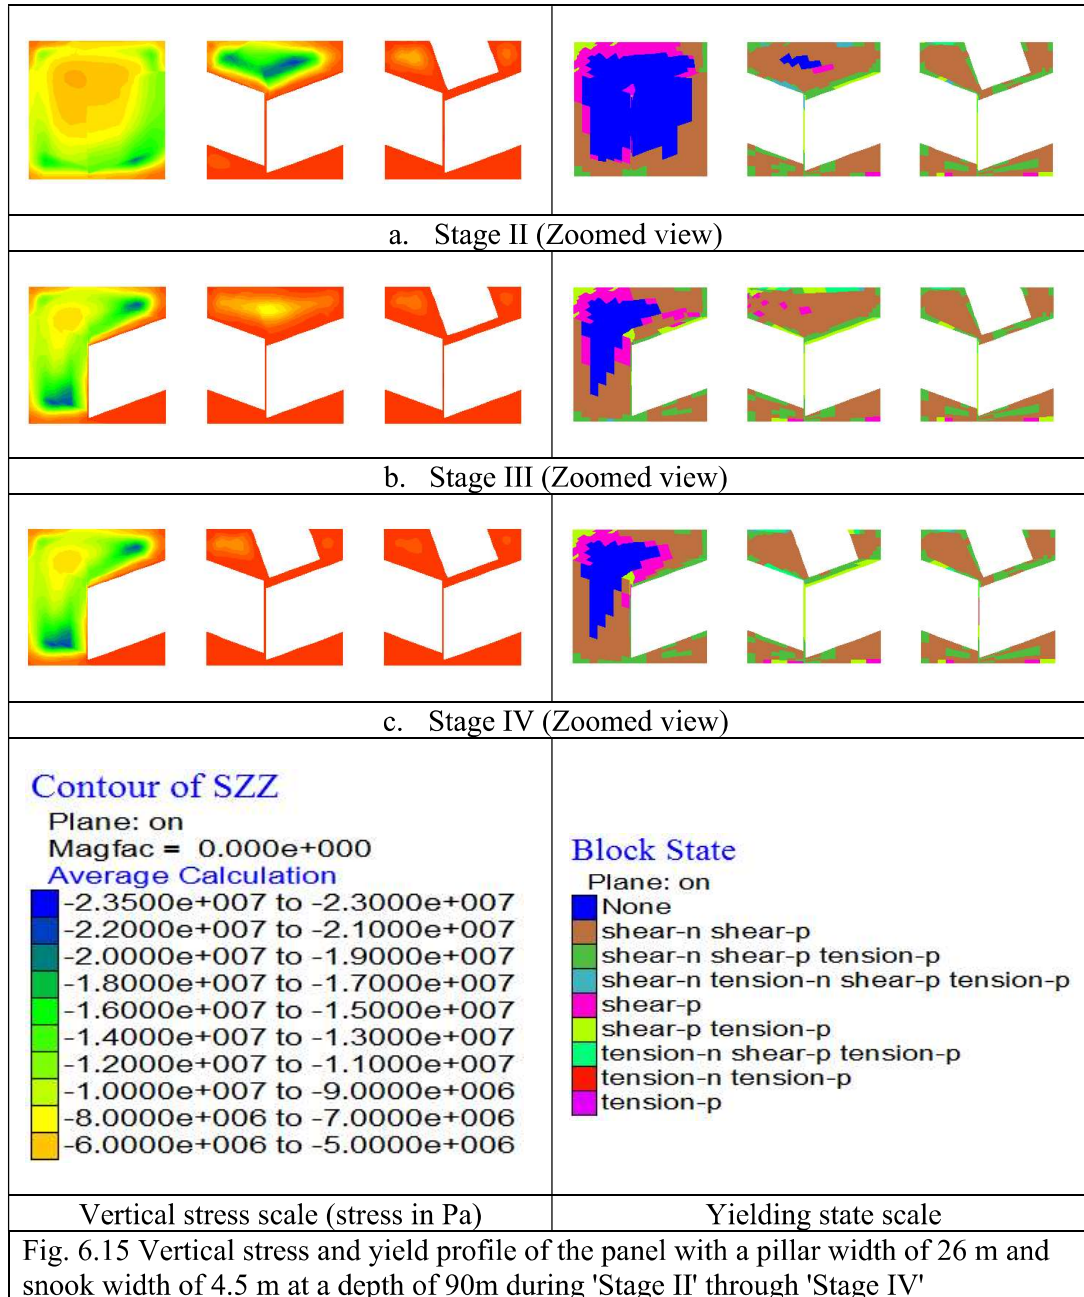 a. Stage II (Zoomed view)
b. Stage III (Zoomed view)
c. Stage IV (Zoomed view)
Contour of SZZ
Plane: on
Magfac = 0.000e+000
Average Calculation
-2.3500e+007 to -2.3000e+007
-2.2000e+007 to -2.1000e+007
-2.0000e+007 to -1.9000e+007
-1.8000e+007 to -1.7000e+007
-1.6000e+007 to -1.5000e+007
-1.4000e+007 to -1.3000e+007
-1.2000e+007 to -1.1000e+007
-1.0000e+007 to -9.0000e+006
-8.0000e+006 to -7.0000e+006
-6.0000e+006 to -5.0000e+006
Block State
Plane: on
None
shear-n shear-p
shear-n shear-p tension-p
shear-n tension-n shear-p tension-p
shear-p
shear-p tension-p
tension-n shear-p tension-p
tension-n tension-p
tension-p
Vertical stress scale (stress in Pa)
Yielding state scale
Fig. 6.15 Vertical stress and yield profile of the panel with a pillar width of 26 m and
snook width of 4.5 m at a depth of 90m during 'Stage II' through 'Stage IV'